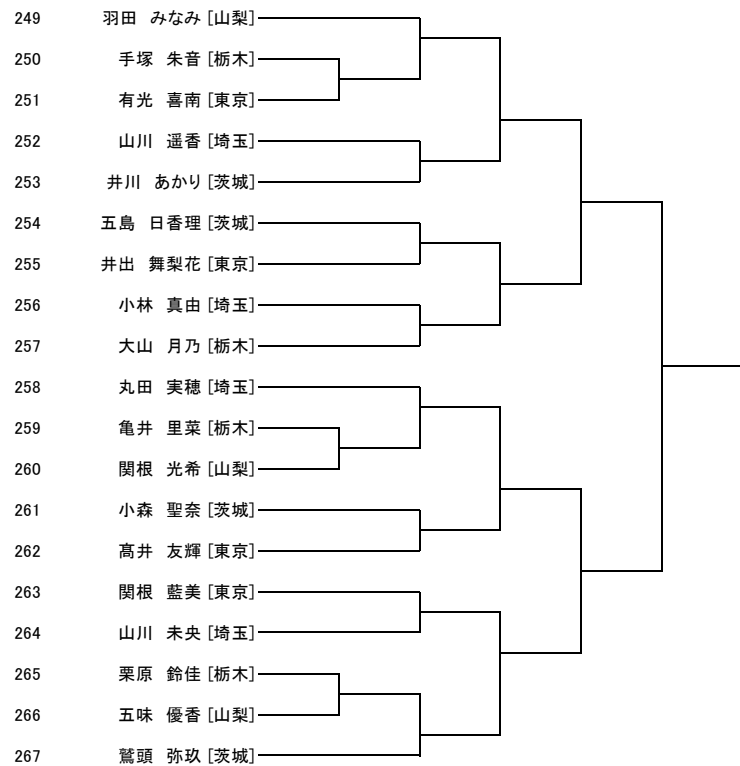 249 羽田 みなみ [山梨]
250 手塚 朱音 [栃木]
251 有光 喜南 [東京]
252 山川 遥香 [埼玉]
253 井川 あかり [茨城]
254 五島 日香理 [茨城]
255 井出 舞梨花 [東京]
256 小林 真由 [埼玉]
257 大山 月乃 [栃木]
258 丸田 実穂 [埼玉]
259 亀井 里菜 [栃木]
260 関根 光希 [山梨]
261 小森 聖奈 [茨城]
262 髙井 友輝 [東京]
263 関根 藍美 [東京]
264 山川 未央 [埼玉]
265 栗原 鈴佳 [栃木]
266 五味 優香 [山梨]
267 鷲頭 弥玖 [茨城]